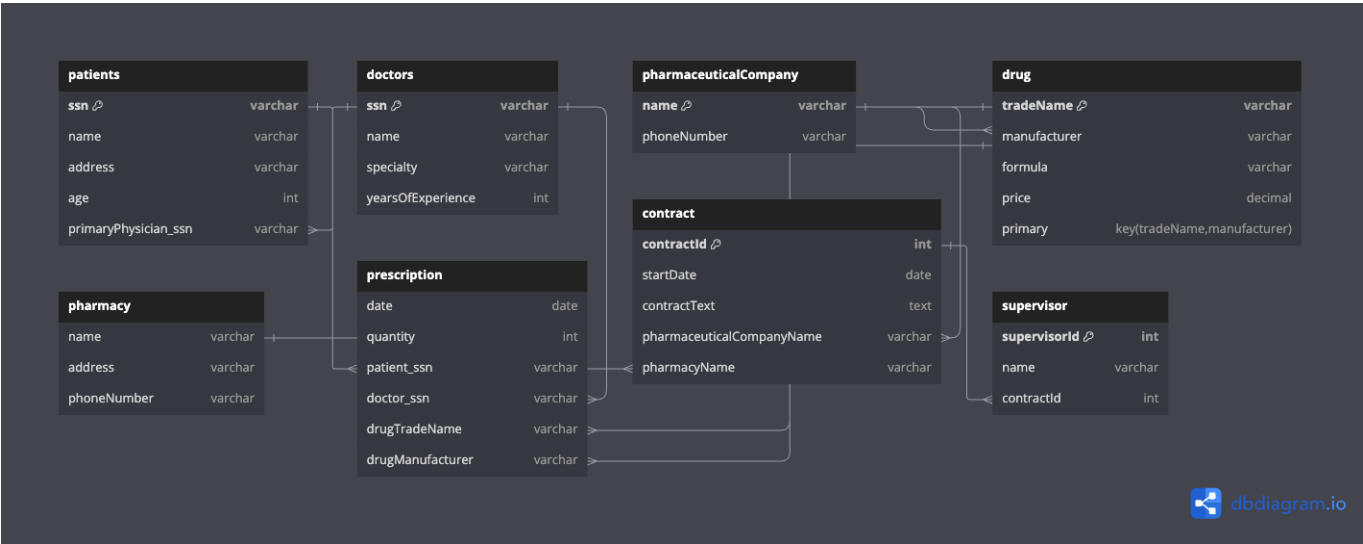 patients
ssn varchar
name varchar
address varchar
age int
primaryPhysician_ssn varchar
doctors
ssn varchar
name varchar
specialty varchar
yearsOfExperience int
pharmaceuticalCompany
name varchar
phoneNumber varchar
drug
tradeName varchar
manufacturer varchar
formula varchar
price decimal
primary key(tradeName,manufacturer)
contract
contractId int
startDate date
contractText text
pharmaceuticalCompanyName varchar
pharmacyName varchar
pharmacy
name varchar
address varchar
phoneNumber varchar
prescription
date date
quantity int
patient_ssn varchar
doctor_ssn varchar
drugTradeName varchar
drugManufacturer varchar
supervisor
supervisorId int
name varchar
contractId int
dbdiagram.io